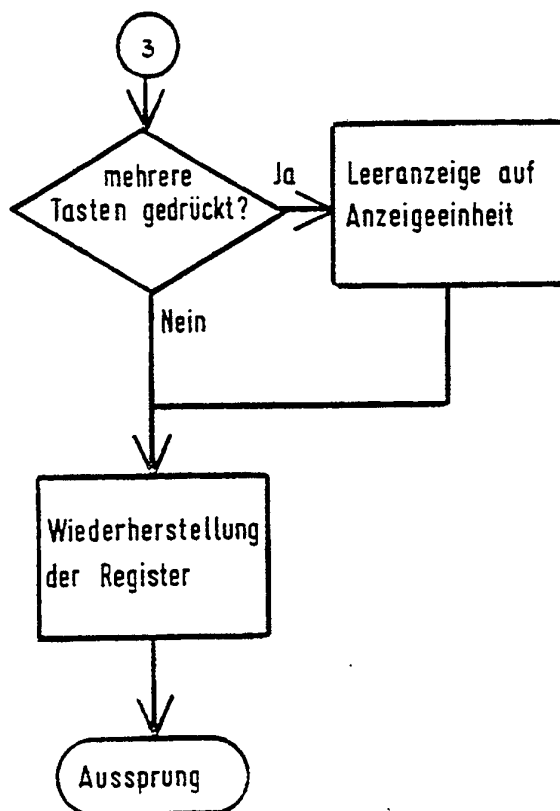 3
mehrere
Tasten gedrückt?
Ja
Leeranzeige auf
Anzeigeeinheit
Nein
Wiederherstellung
der Register
Aussprung